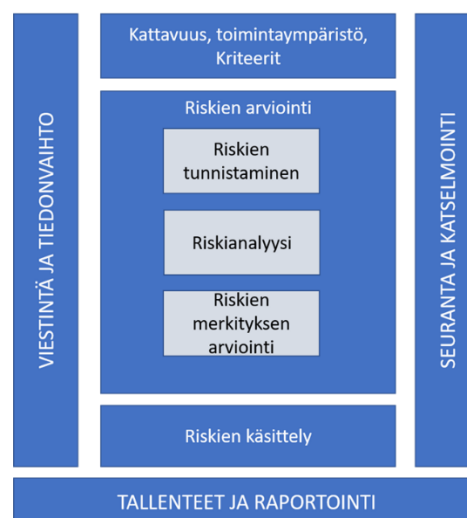 VIESTINTÄ JA TIEDONVAIHTO
Kattavuus, toimintaympäristö,
Kriteerit
Riskien arviointi
Riskien
tunnistaminen
Riskianalyysi
Riskien
merkityksen
arviointi
Riskien käsittely
SEURANTA JA KATSELMOINTI
TALLENTEET JA RAPORTOINTI